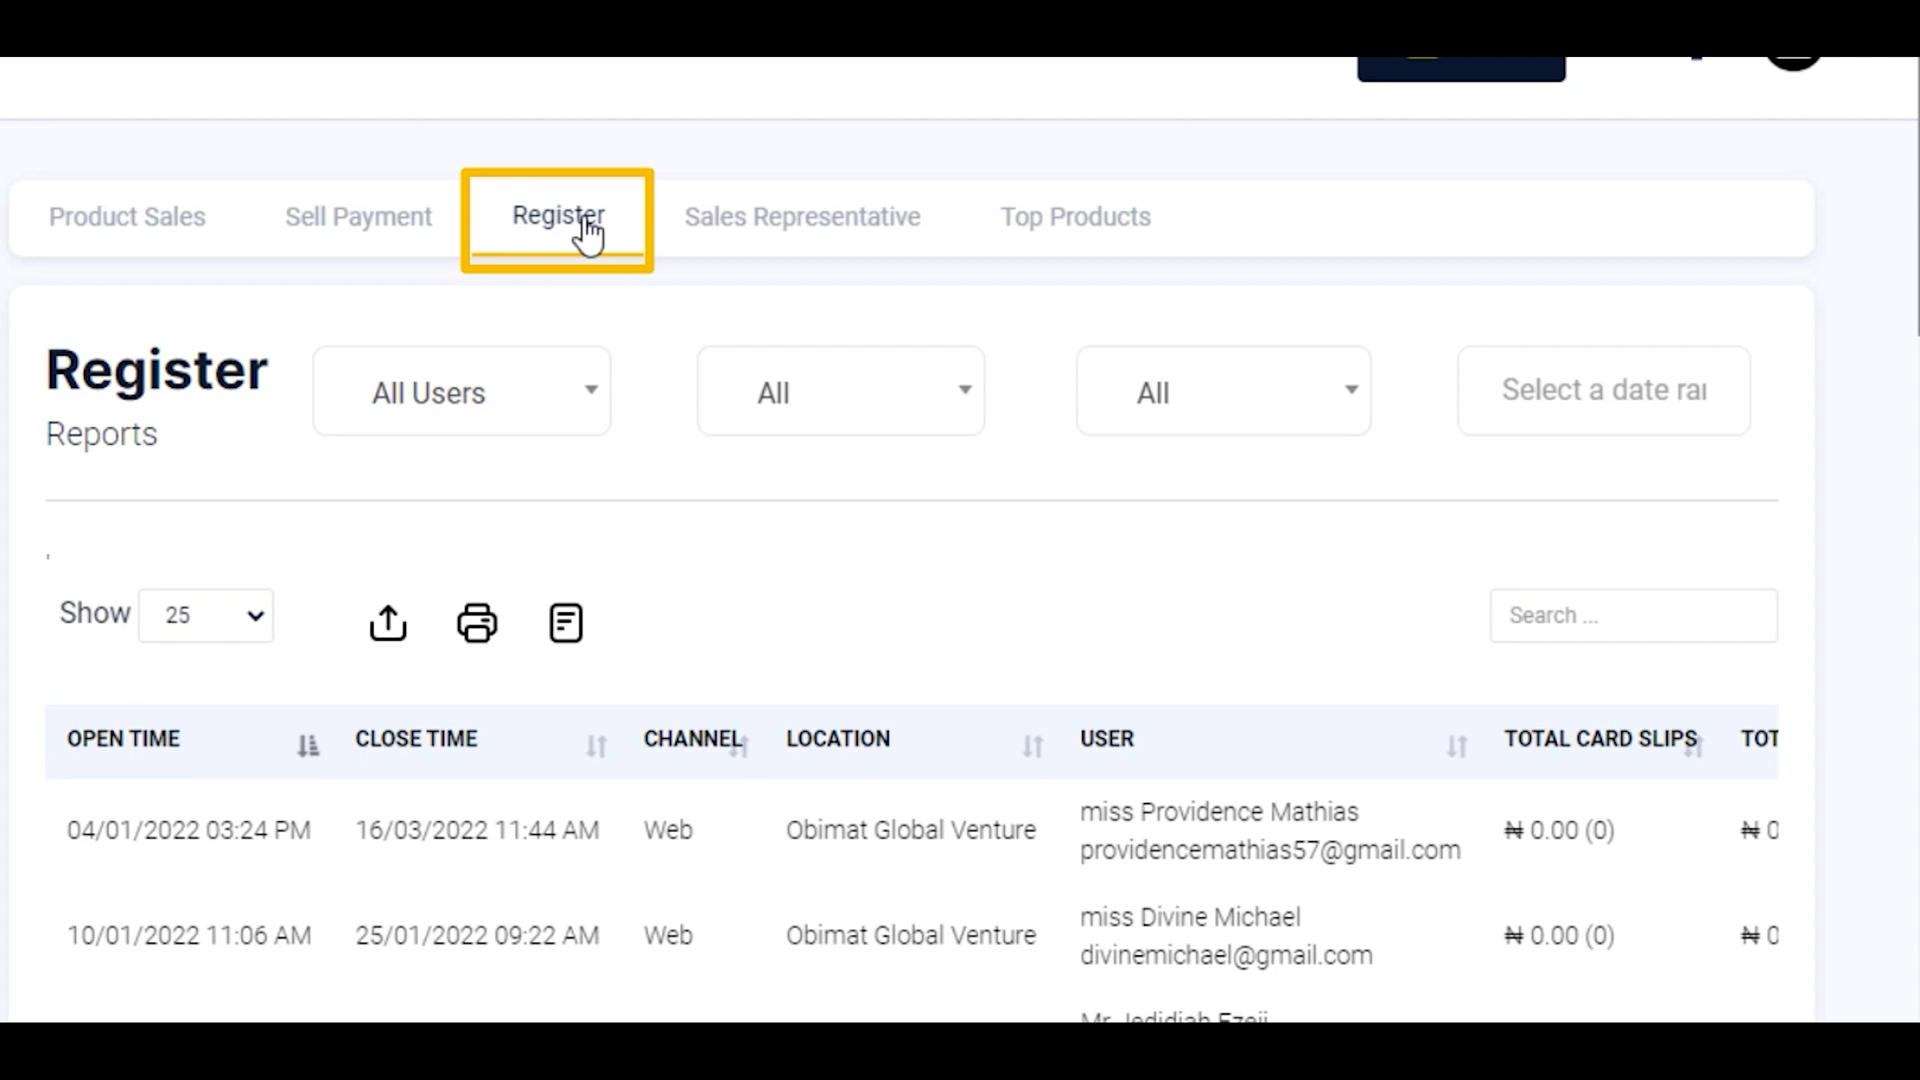 Product Sales
Sell Payment
Register
Sales Representative
Top Products
Register
All Users
All
All
Select a date rai
Reports
Show 25
Search ...
OPEN TIME
CLOSE TIME
CHANNEL
LOCATION
USER
TOTAL CARD SLIPS
TOT
04/01/2022 03:24 PM
16/03/2022 11:44 AM
Web
Obimat Global Venture
miss Providence Mathias
providencemathias57@gmail.com
₦ 0.00 (0)
₦ 0
10/01/2022 11:06 AM
25/01/2022 09:22 AM
Web
Obimat Global Venture
miss Divine Michael
divinemichael@gmail.com
₦ 0.00 (0)
₦ 0